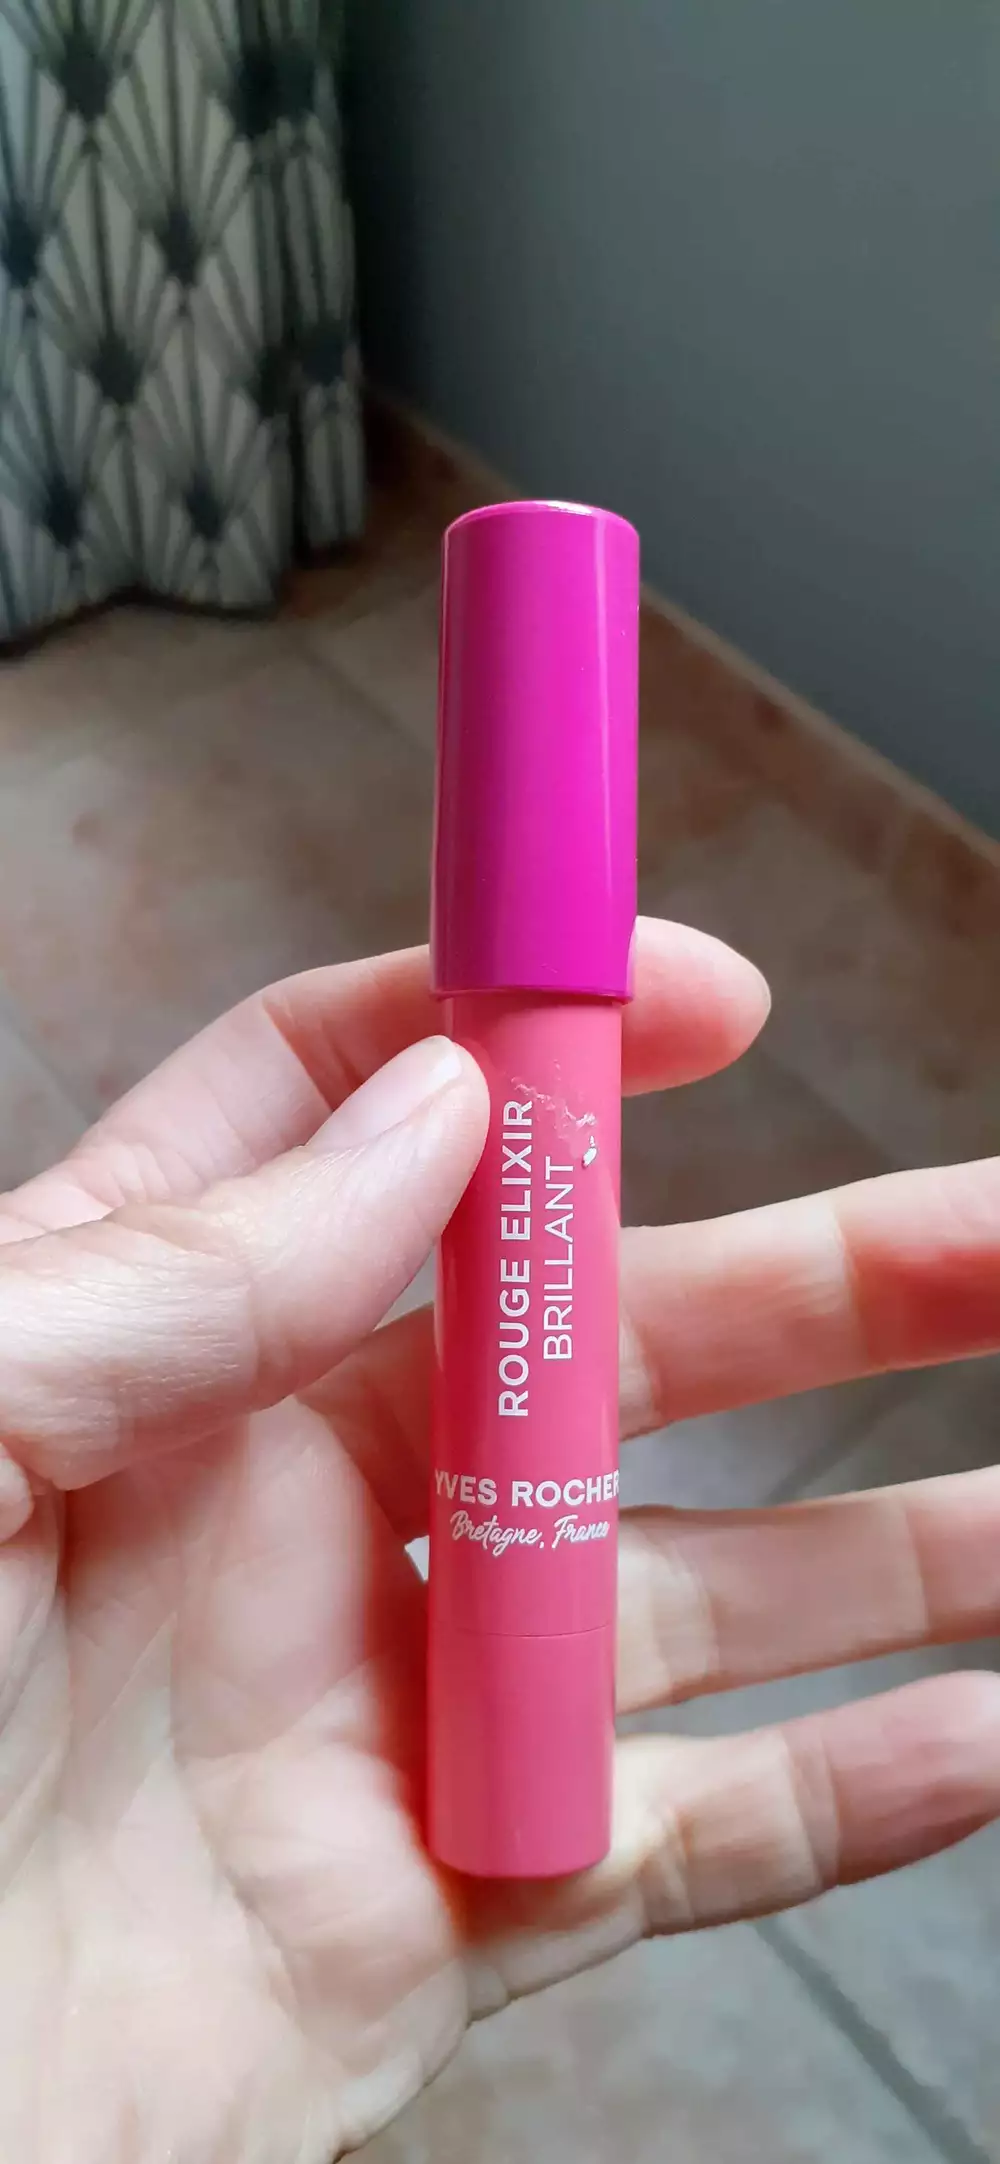 ROUGE ELIXIR
BRILLANT
YVES ROCHER
Bretagne, France